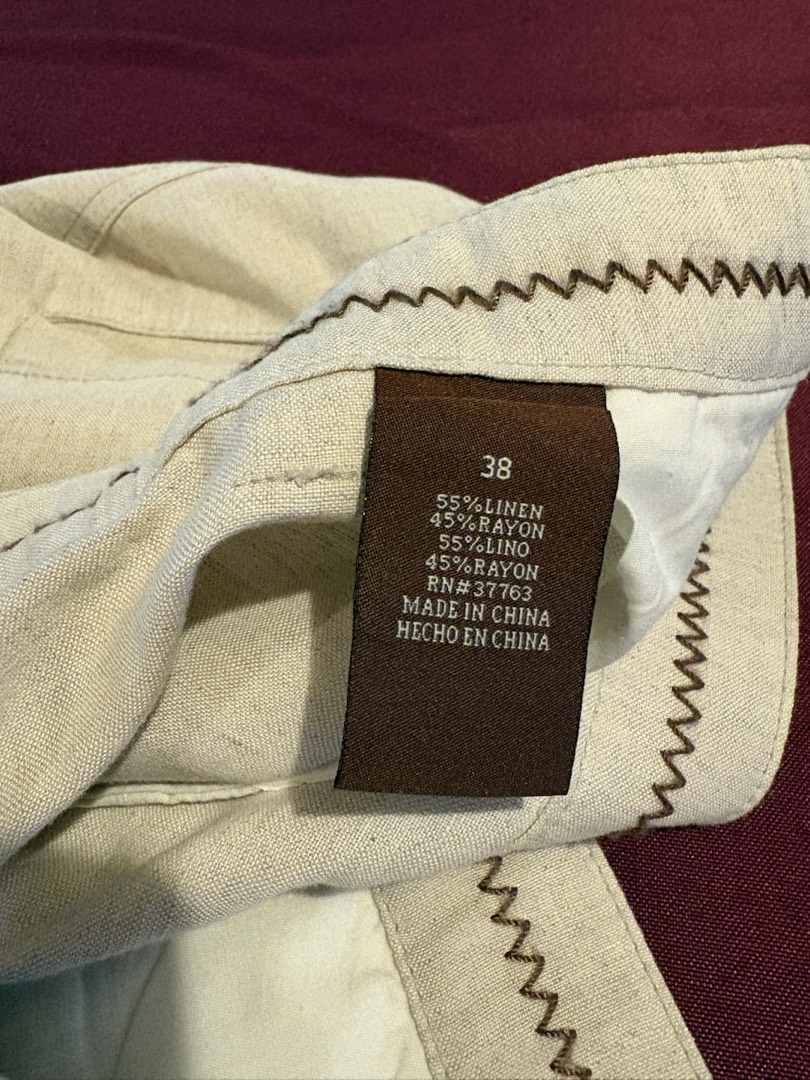 38
55%LINEN
45%RAYON
55%LINO
45%RAYON
RN#37763
MADE IN CHINA
HECHO EN CHINA